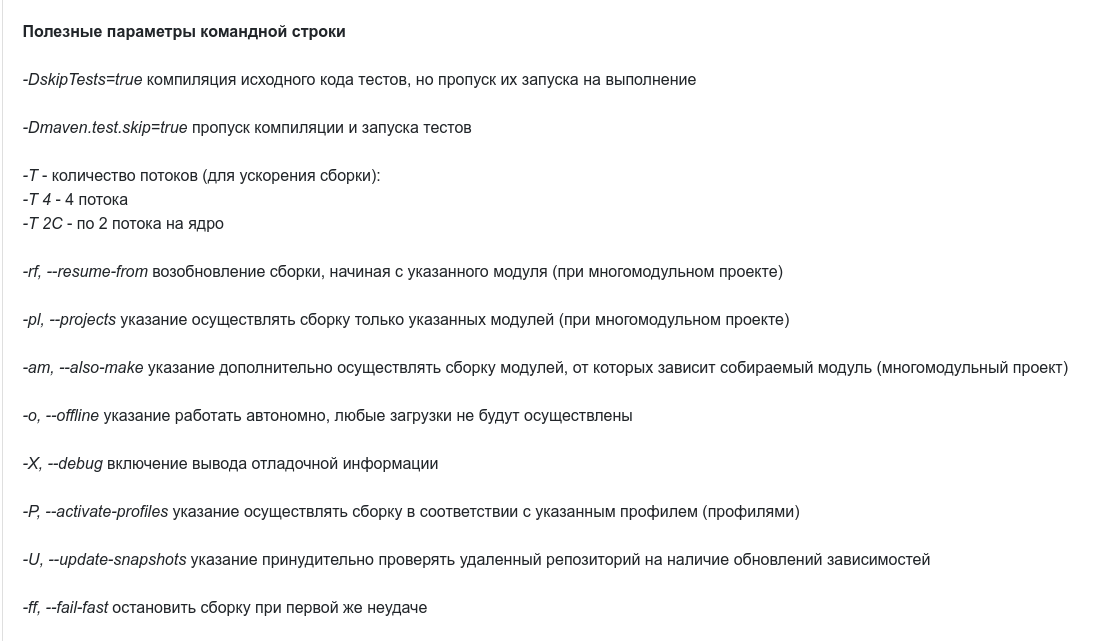 Полезные параметры командной строки
-DskipTests=true компиляция исходного кода тестов, но пропуск их запуска на выполнение
-Dmaven.test.skip=true пропуск компиляции и запуска тестов
-T - количество потоков (для ускорения сборки):
-T 4 - 4 потока
-T 2C - по 2 потока на ядро
-rf, --resume-from возобновление сборки, начиная с указанного модуля (при многомодульном проекте)
-pl, --projects указание осуществлять сборку только указанных модулей (при многомодульном проекте)
-am, --also-make указание дополнительно осуществлять сборку модулей, от которых зависит собираемый модуль (многомодульный проект)
-o, --offline указание работать автономно, любые загрузки не будут осуществлены
-X, --debug включение вывода отладочной информации
-P, --activate-profiles указание осуществлять сборку в соответствии с указанным профилем (профилями)
-U, --update-snapshots указание принудительно проверять удаленный репозиторий на наличие обновлений зависимостей
-ff, --fail-fast остановить сборку при первой же неудаче